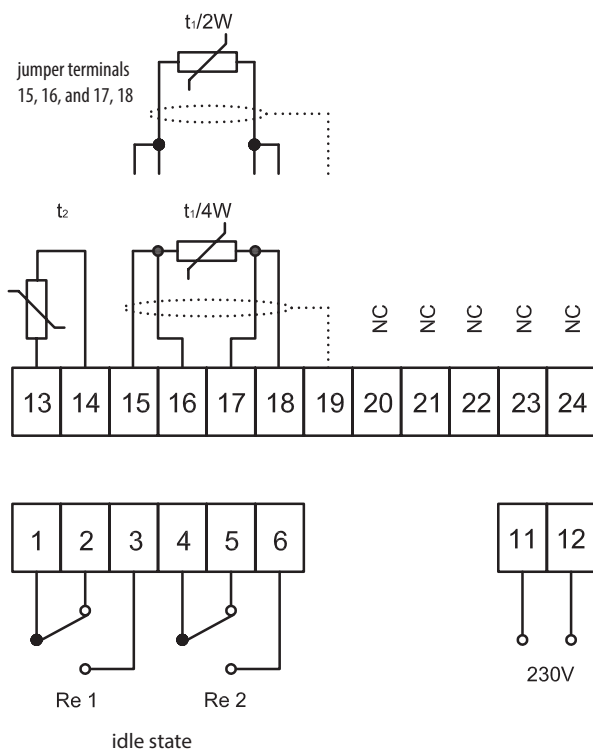 t₁/2W
jumper terminals
15, 16, and 17, 18
t₂
t₁/4W
NC NC NC NC NC
13 14 15 16 17 18 19 20 21 22 23 24
1 2 3 4 5 6 11 12
230V
Re 1 Re 2
idle state